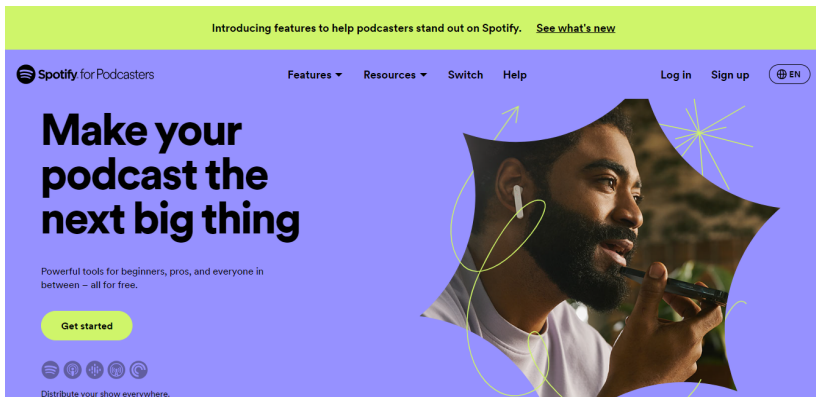 Introducing features to help podcasters stand out on Spotify. See what's new
Spotify for Podcasters Features Resources Switch Help Log in Sign up EN
Make your
podcast the
next big thing
Powerful tools for beginners, pros, and everyone in
between – all for free.
Get started
Distribute your show everywhere.